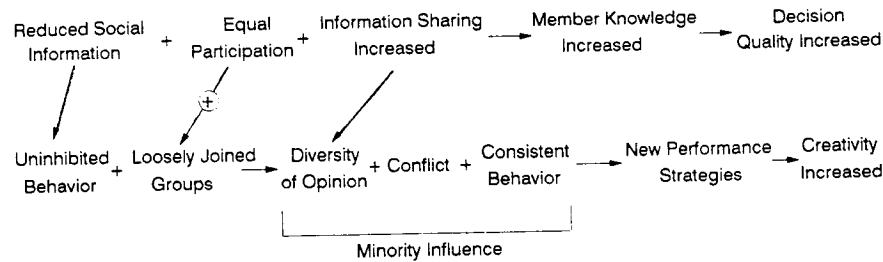 Reduced Social Information + Equal Participation + Information Sharing Increased → Member Knowledge Increased → Decision Quality Increased
+
Uninhibited Behavior + Loosely Joined Groups → Diversity of Opinion + Conflict + Consistent Behavior → New Performance Strategies → Creativity Increased
Minority Influence